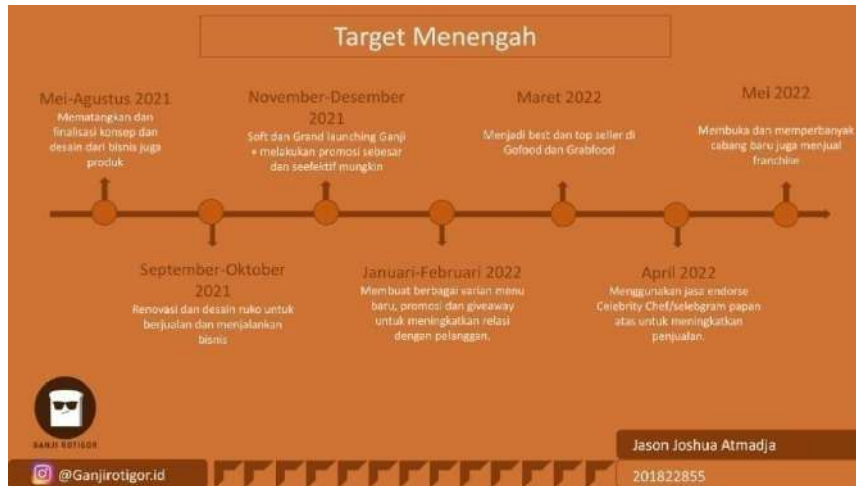 Target Menengah
Mei-Agustus 2021
Mematangkan dan
finalisasi konsep dan
desain dari bisnis juga
produk
November-Desember
2021
Soft dan Grand launching Ganji
+ melakukan promosi sebesar
dan seefektif mungkin
Maret 2022
Menjadi best dan top seller di
Gofood dan Grabfood
Mei 2022
Membuka dan memperbanyak
cabang baru juga menjual
franchise
September-Oktober
2021
Renovasi dan desain ruko untuk
berjualan dan menjalankan
bisnis
Januari-Februari 2022
Membuat berbagai varian menu
baru, promosi dan giveaway
untuk meningkatkan relasi
dengan pelanggan.
April 2022
Menggunakan jasa endorse
Celebrity Chef/selebgram papan
atas untuk meningkatkan
penjualan.
GANJI ROTIGOR
@Ganjirotigor.id
Jason Joshua Atmadja
201822855